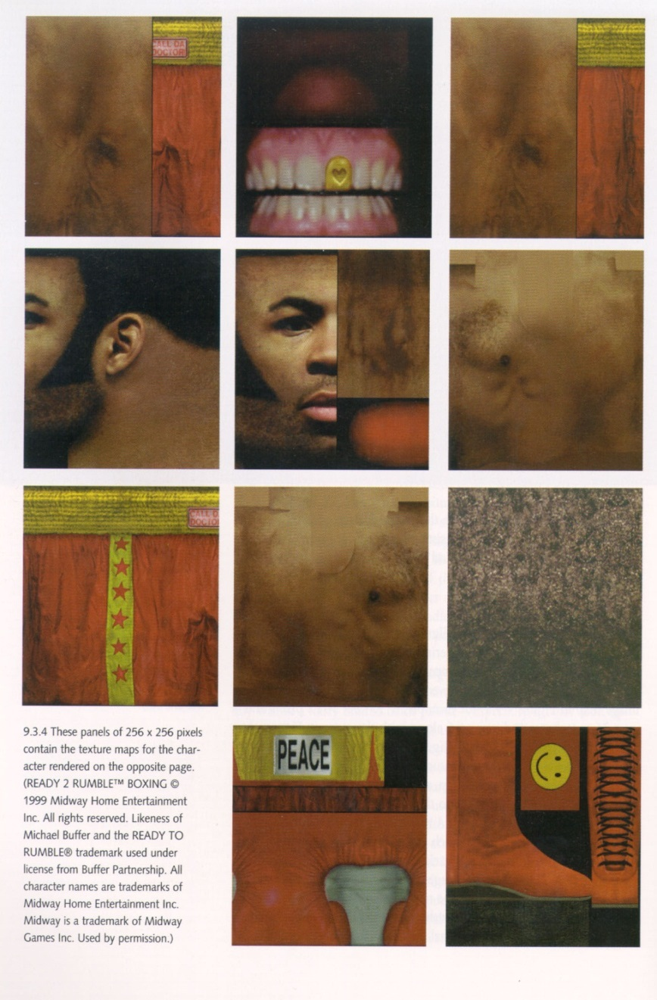 CALL DA
DOCTOR
CALL D
DOCTO
9.3.4 These panels of 256 x 256 pixels
contain the texture maps for the char-
acter rendered on the opposite page.
(READY 2 RUMBLE™ BOXING ©
1999 Midway Home Entertainment
Inc. All rights reserved. Likeness of
Michael Buffer and the READY TO
RUMBLE® trademark used under
license from Buffer Partnership. All
character names are trademarks of
Midway Home Entertainment Inc.
Midway is a trademark of Midway
Games Inc. Used by permission.)
PEACE